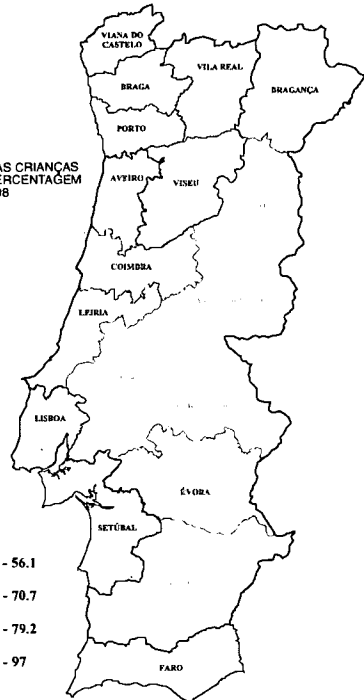 VIANA DO
CASTELO
BRAGA
VILA REAL
BRAGANÇA
PORTO
AS CRIANÇAS
ERCENTAGEM
98
AVEIRO
VISEU
COIMBRA
LEIRIA
LISBOA
ÉVORA
SETÚBAL
- 56.1
- 70.7
- 79.2
- 97
FARO